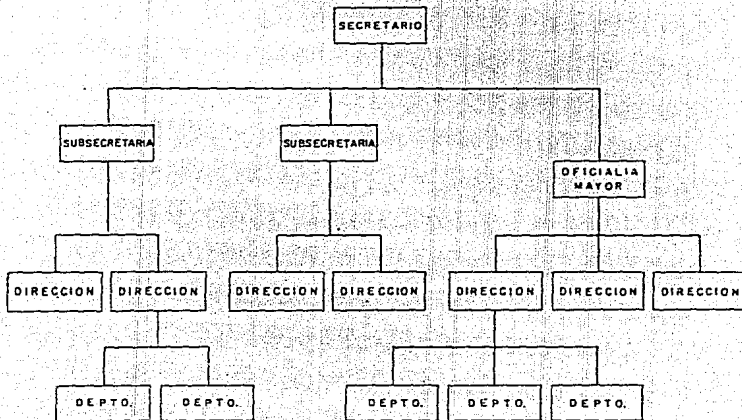 SECRETARIO
SUBSECRETARIA
SUBSECRETARIA
OFICIALIA
MAYOR
DIRECCION
DIRECCION
DIRECCION
DIRECCION
DIRECCION
DIRECCION
DIRECCION
DEPTO.
DEPTO.
DEPTO.
DEPTO.
DEPTO.